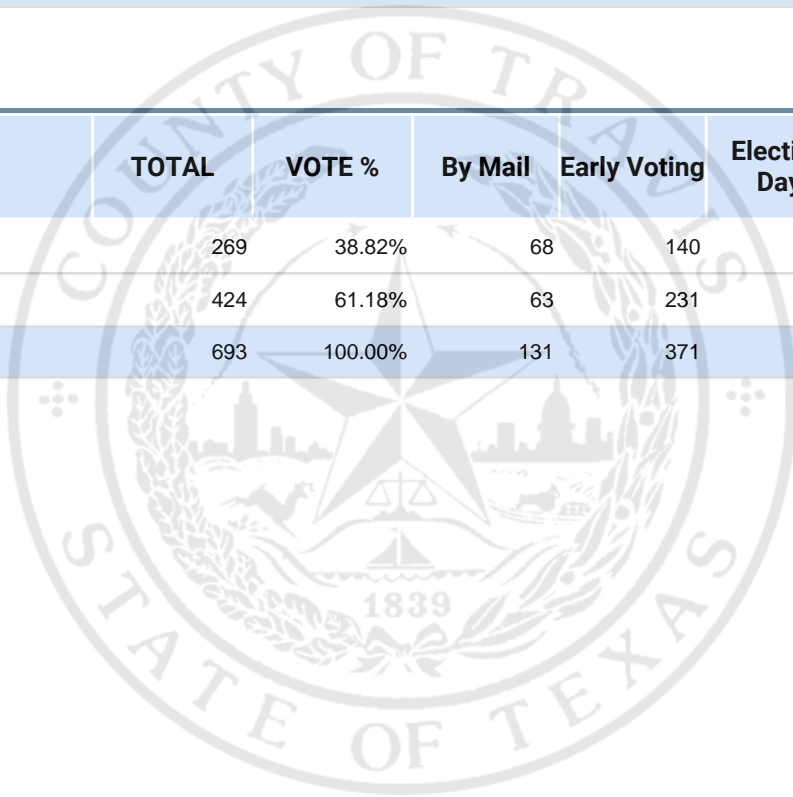 TOTAL VOTE % By Mail Early Voting
269 38.82% 68 140
424 61.18% 63 231
693 100.00% 131 371
COUNTY OF TRAVIS
1839
STATE OF TEXAS